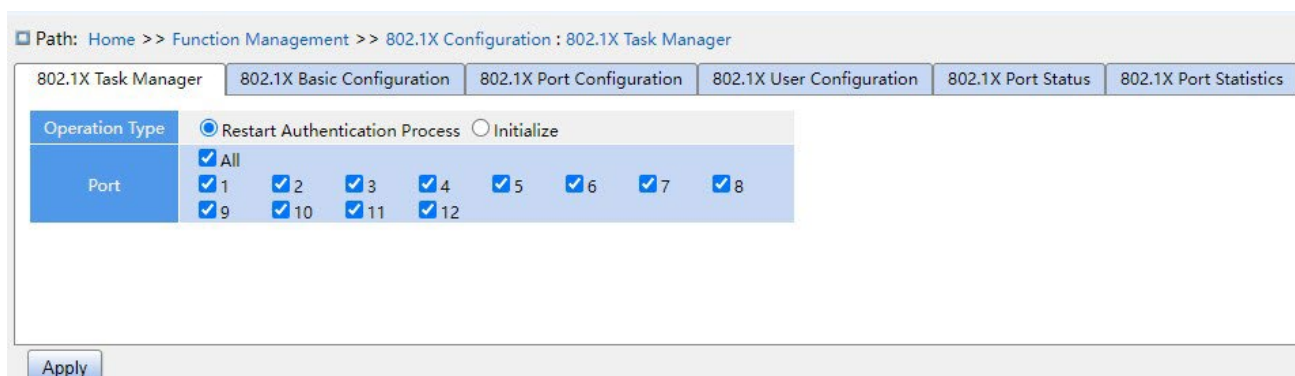 Path: Home >> Function Management >> 802.1X Configuration : 802.1X Task Manager
802.1X Task Manager 802.1X Basic Configuration 802.1X Port Configuration 802.1X User Configuration 802.1X Port Status 802.1X Port Statistics
Operation Type Restart Authentication Process Initialize
All
Port 1 2 3 4 5 6 7 8
9 10 11 12
Apply